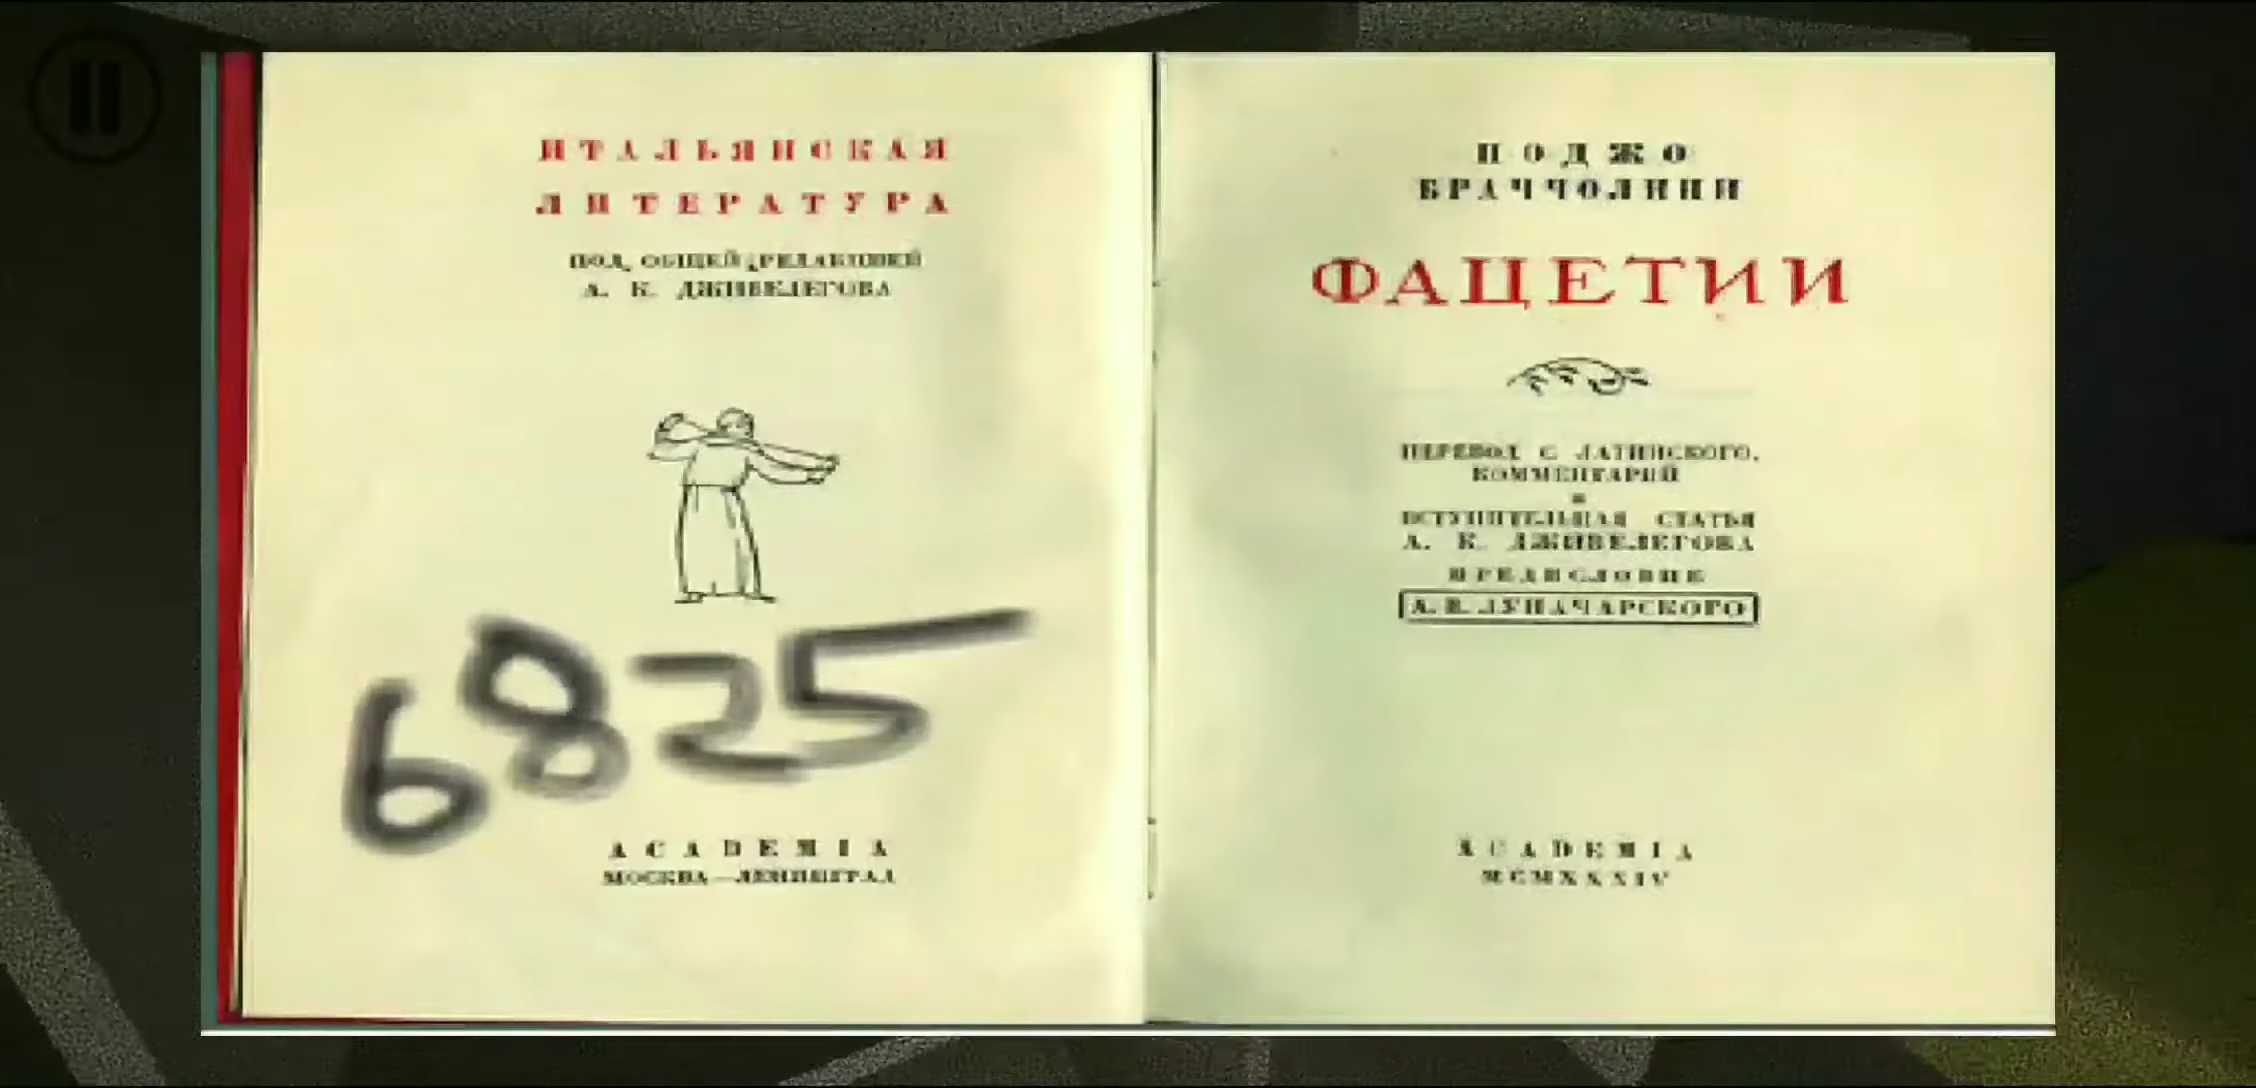 ИТАЛЬЯНСКАЯ
ЛИТЕРАТУРА
ПОД ОБЩЕЙ РЕДАКЦИЕЙ
А. К. ДЖИВЕЛЕГОВА
6825
ACADEMIA
МОСКВА—ЛЕНИНГРАД
ПОДЖО
БРАЧЧОЛИНИ
ФАЦЕТИИ
ПЕРЕВОД С ЛАТИНСКОГО,
КОММЕНТАРИЙ
и
ВСТУПИТЕЛЬНАЯ СТАТЬЯ
А. К. ДЖИВЕЛЕГОВА
ПРЕДИСЛОВИЕ
А. В. ЛУНАЧАРСКОГО
ACADEMIA
MCMXXXIV